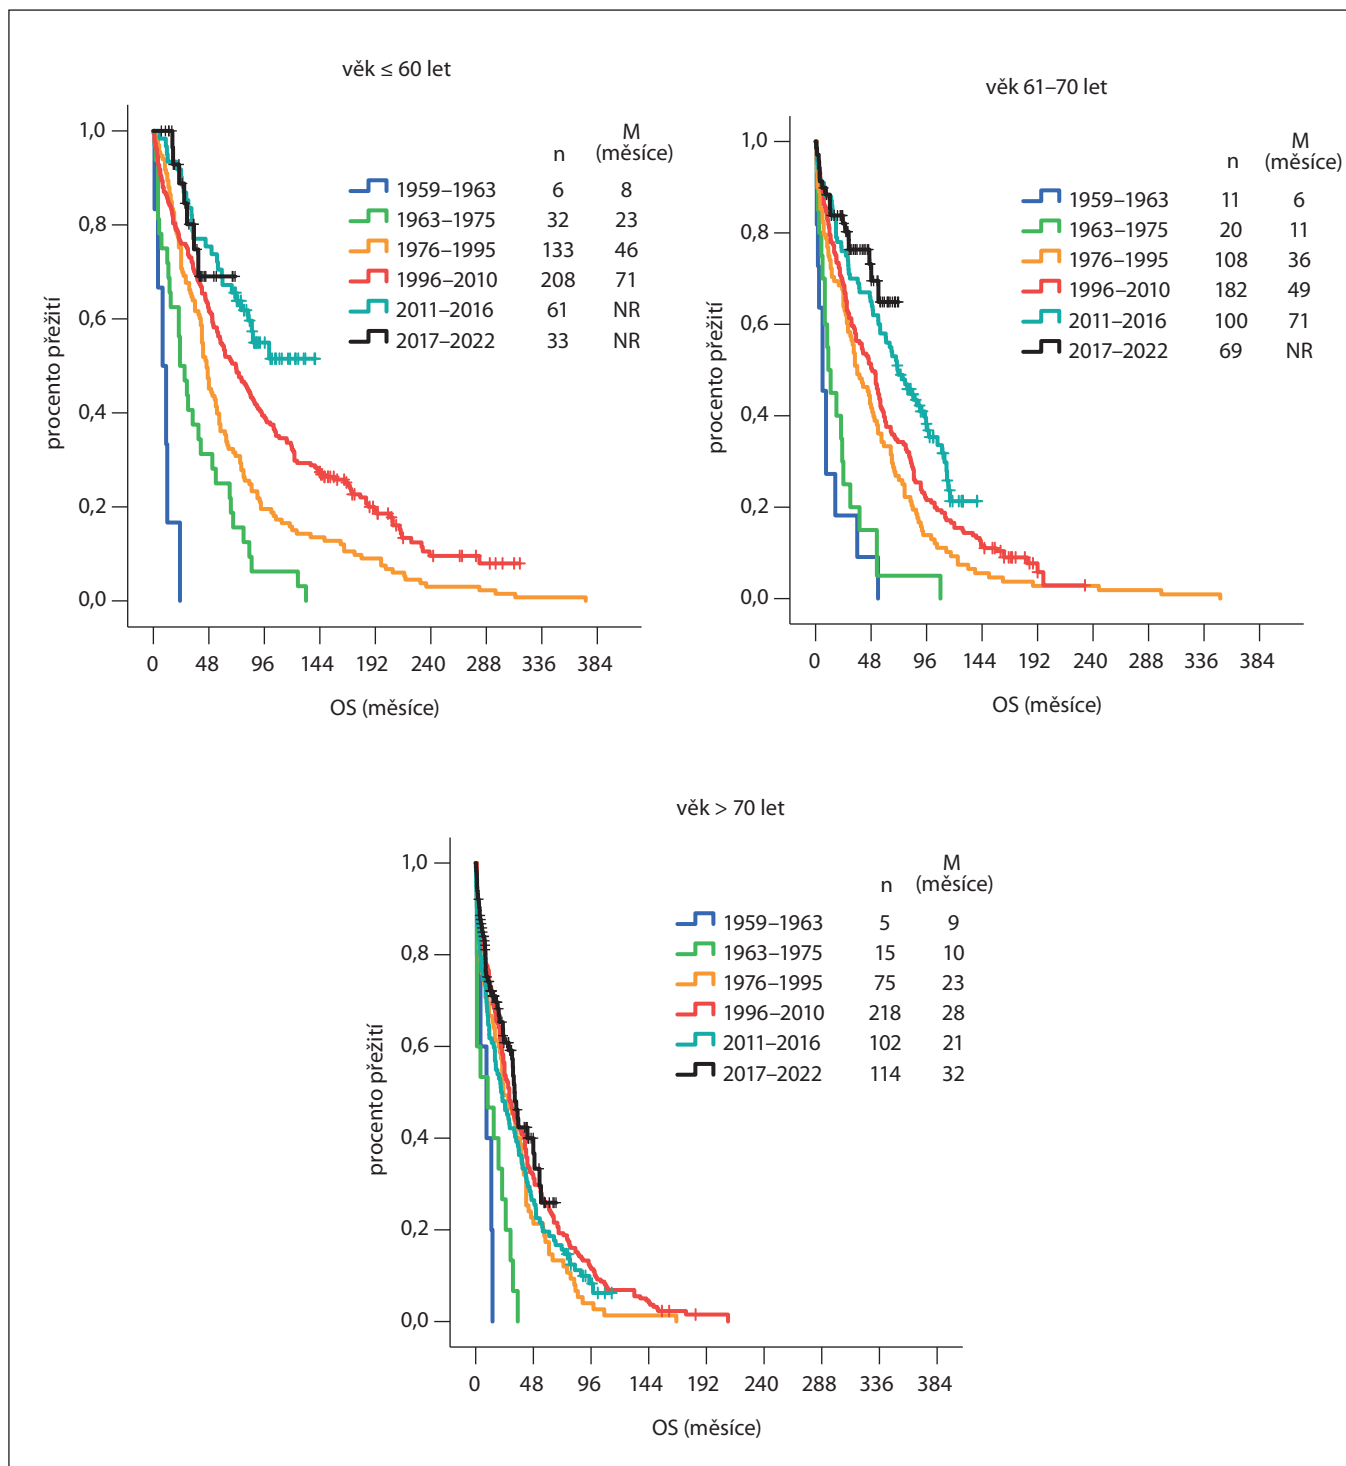 věk ≤ 60 let
n M (měsíce)
1959–1963 6 8
1963–1975 32 23
1976–1995 133 46
1996–2010 208 71
2011–2016 61 NR
2017–2022 33 NR
procento přežití
1,0
0,8
0,6
0,4
0,2
0,0
0 48 96 144 192 240 288 336 384
OS (měsíce)
věk 61–70 let
n M (měsíce)
1959–1963 11 6
1963–1975 20 11
1976–1995 108 36
1996–2010 182 49
2011–2016 100 71
2017–2022 69 NR
procento přežití
1,0
0,8
0,6
0,4
0,2
0,0
0 48 96 144 192 240 288 336 384
OS (měsíce)
věk > 70 let
n M (měsíce)
1959–1963 5 9
1963–1975 15 10
1976–1995 75 23
1996–2010 218 28
2011–2016 102 21
2017–2022 114 32
procento přežití
1,0
0,8
0,6
0,4
0,2
0,0
0 48 96 144 192 240 288 336 384
OS (měsíce)